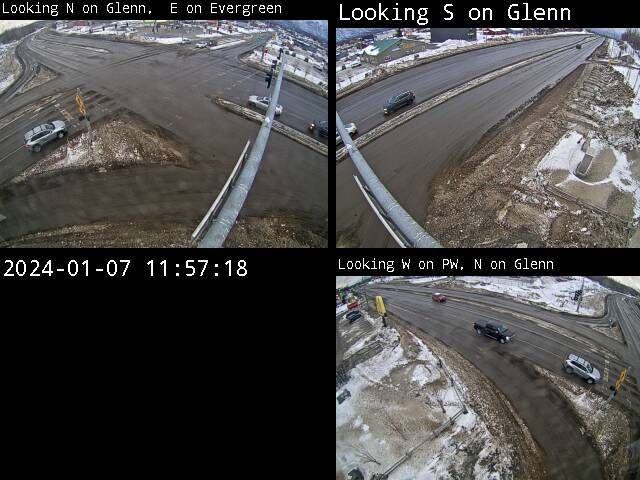 Looking N on Glenn,  E on Evergreen
Looking S on Glenn
2024-01-07 11:57:18
Looking W on PW, N on Glenn